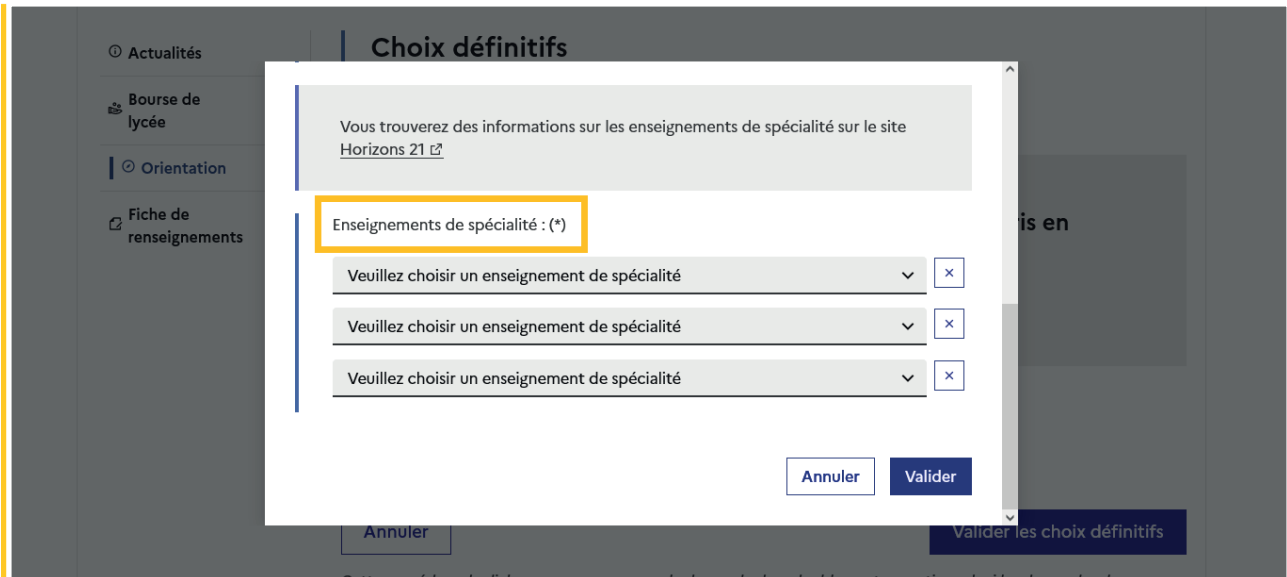 Actualités
Bourse de
lycée
Orientation
Fiche de
renseignements
Choix définitifs
Vous trouverez des informations sur les enseignements de spécialité sur le site
Horizons 21
Enseignements de spécialité : (*)
Veuillez choisir un enseignement de spécialité
Veuillez choisir un enseignement de spécialité
Veuillez choisir un enseignement de spécialité
is en
Annuler
Valider
Annuler
Valider les choix définitifs